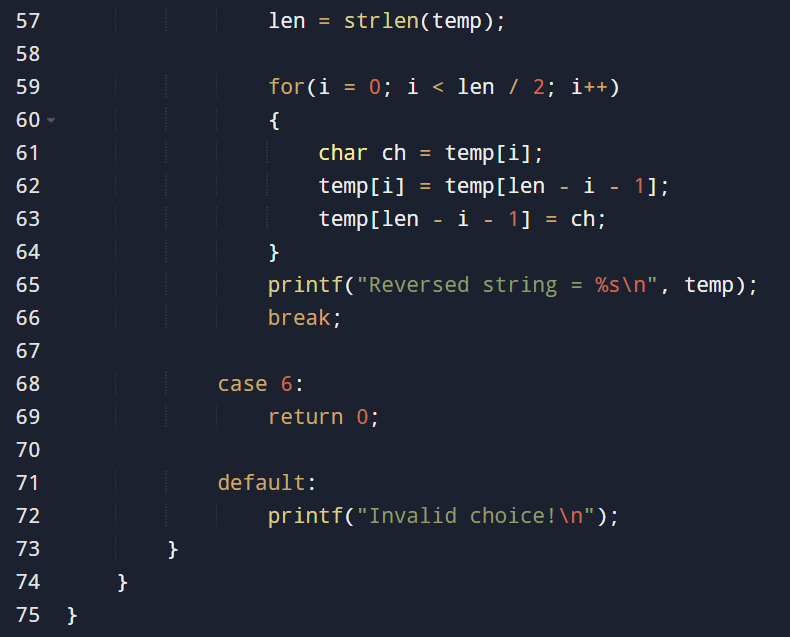 57                 len = strlen(temp);
58
59                 for(i = 0; i < len / 2; i++)
60                 {
61                     char ch = temp[i];
62                     temp[i] = temp[len - i - 1];
63                     temp[len - i - 1] = ch;
64                 }
65                 printf("Reversed string = %s\n", temp);
66                 break;
67
68             case 6:
69                 return 0;
70
71             default:
72                 printf("Invalid choice!\n");
73         }
74     }
75 }